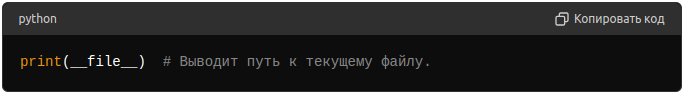 python
Копировать код
print(__file__)  # Выводит путь к текущему файлу.